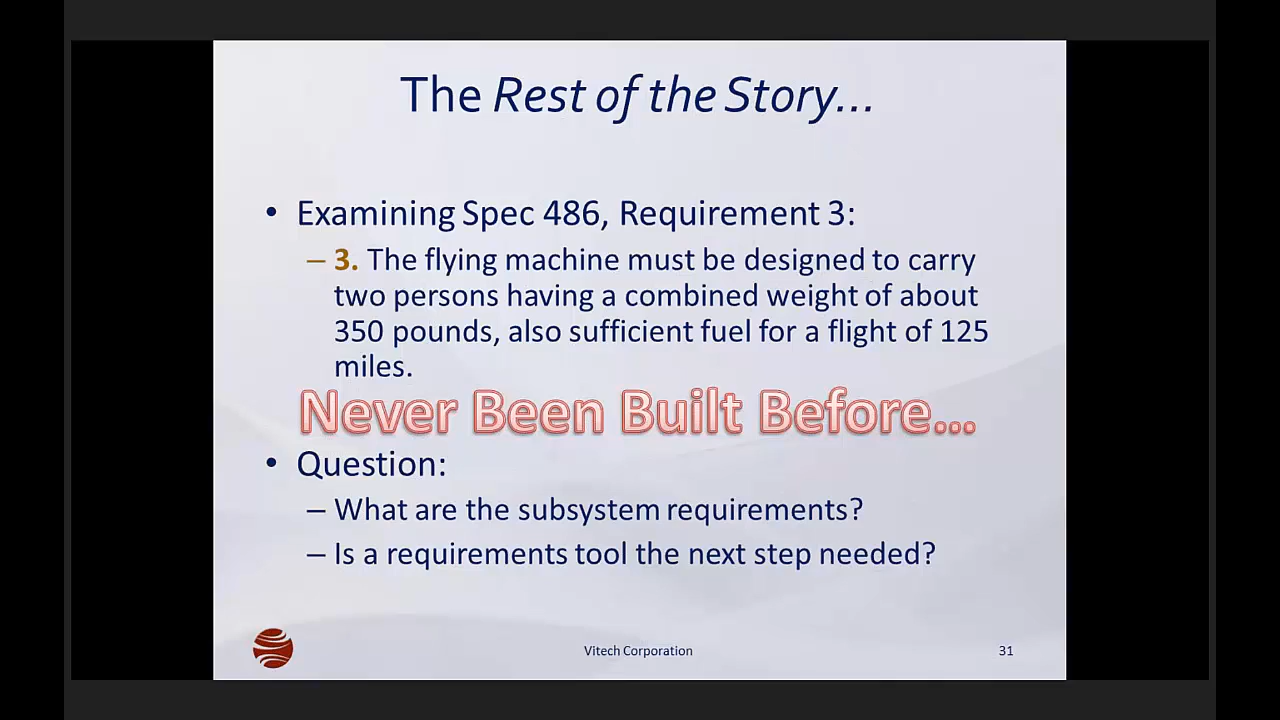 The Rest of the Story...
• Examining Spec 486, Requirement 3:
– 3. The flying machine must be designed to carry
two persons having a combined weight of about
350 pounds, also sufficient fuel for a flight of 125
miles.
Never Been Built Before...
• Question:
– What are the subsystem requirements?
– Is a requirements tool the next step needed?
Vitech Corporation
31